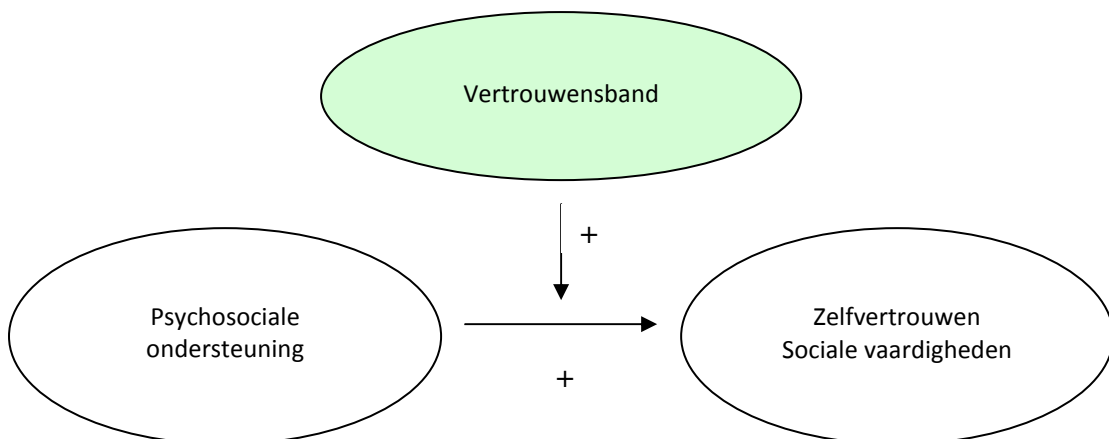 Vertrouwensband
+
Psychosociale
ondersteuning
Zelfvertrouwen
Sociale vaardigheden
+